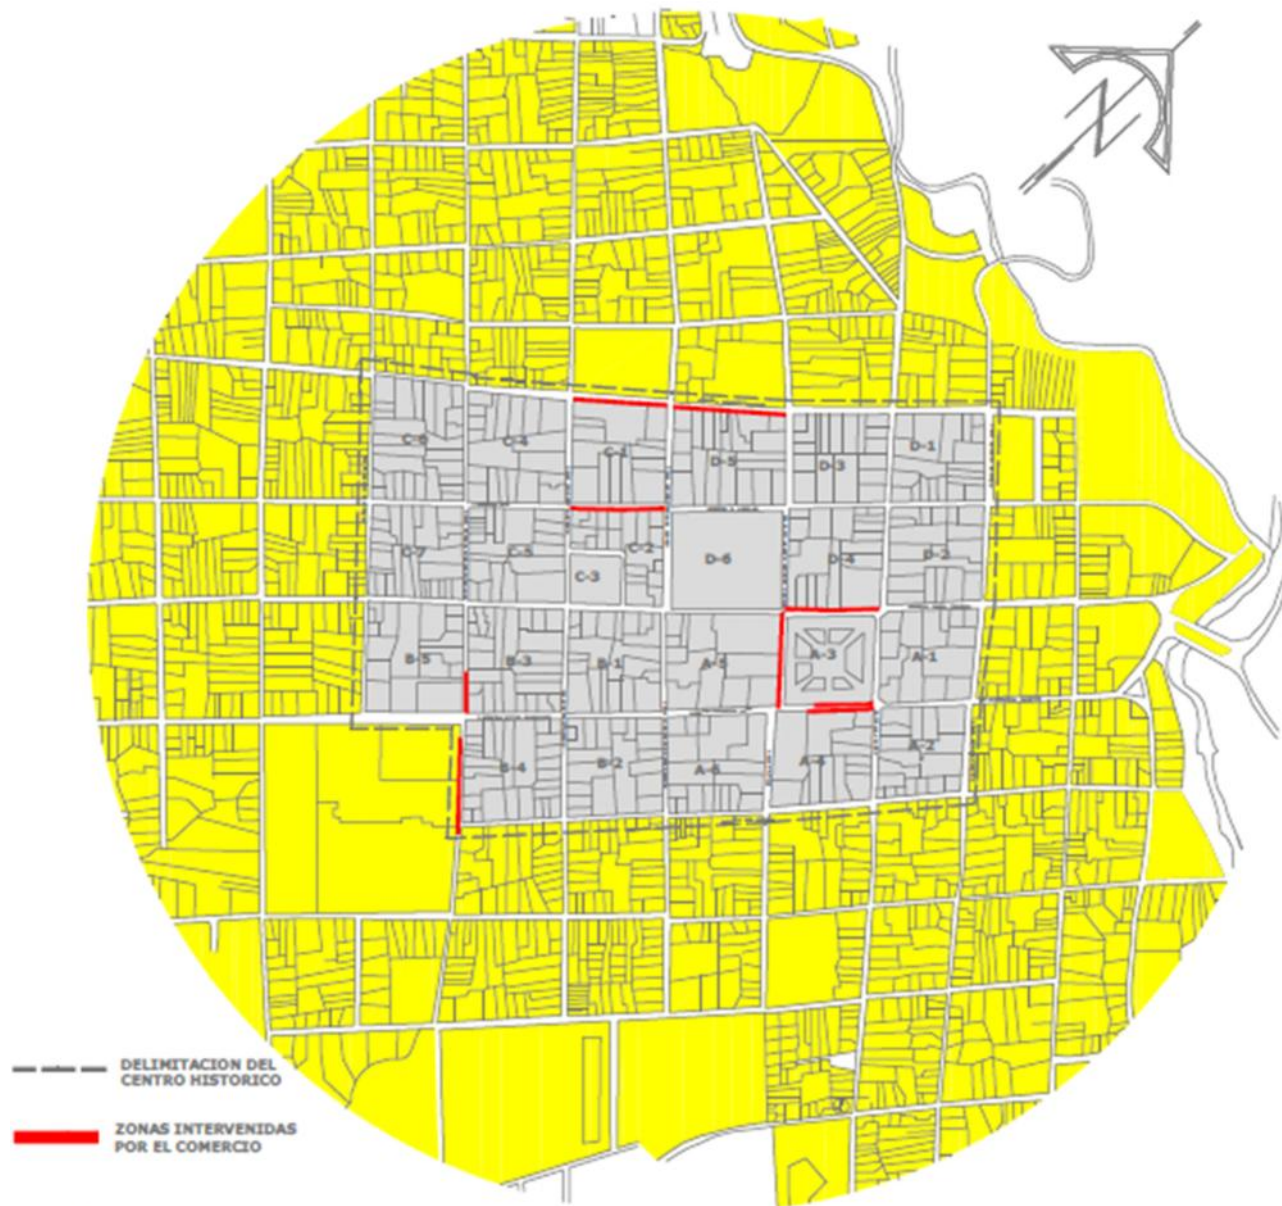 N
C-6
C-4
C-1
D-5
D-3
D-1
C-7
C-5
C-2
C-3
D-6
D-4
D-2
B-5
B-3
B-1
A-5
A-3
A-1
B-4
B-2
A-6
A-4
A-2
DELIMITACION DEL
CENTRO HISTORICO
ZONAS INTERVENIDAS
POR EL COMERCIO